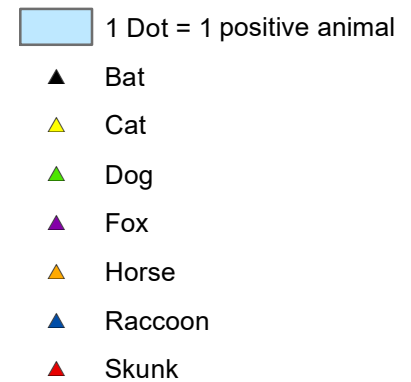 1 Dot = 1 positive animal
Bat
Cat
Dog
Fox
Horse
Raccoon
Skunk